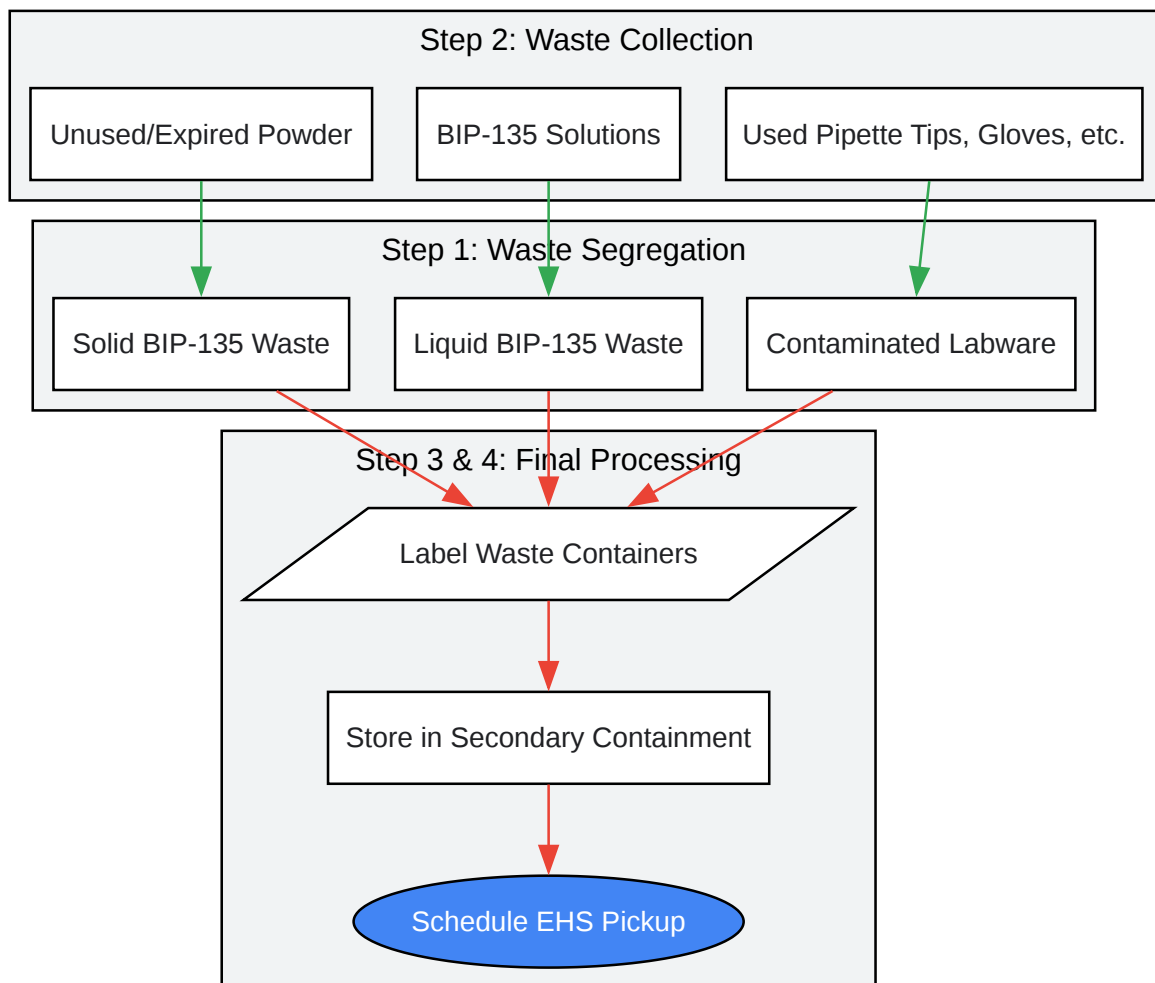 Step 2: Waste Collection
Unused/Expired Powder
BIP-135 Solutions
Used Pipette Tips, Gloves, etc.
Step 1: Waste Segregation
Solid BIP-135 Waste
Liquid BIP-135 Waste
Contaminated Labware
Step 3 & 4: Final Processing
Label Waste Containers
Store in Secondary Containment
Schedule EHS Pickup